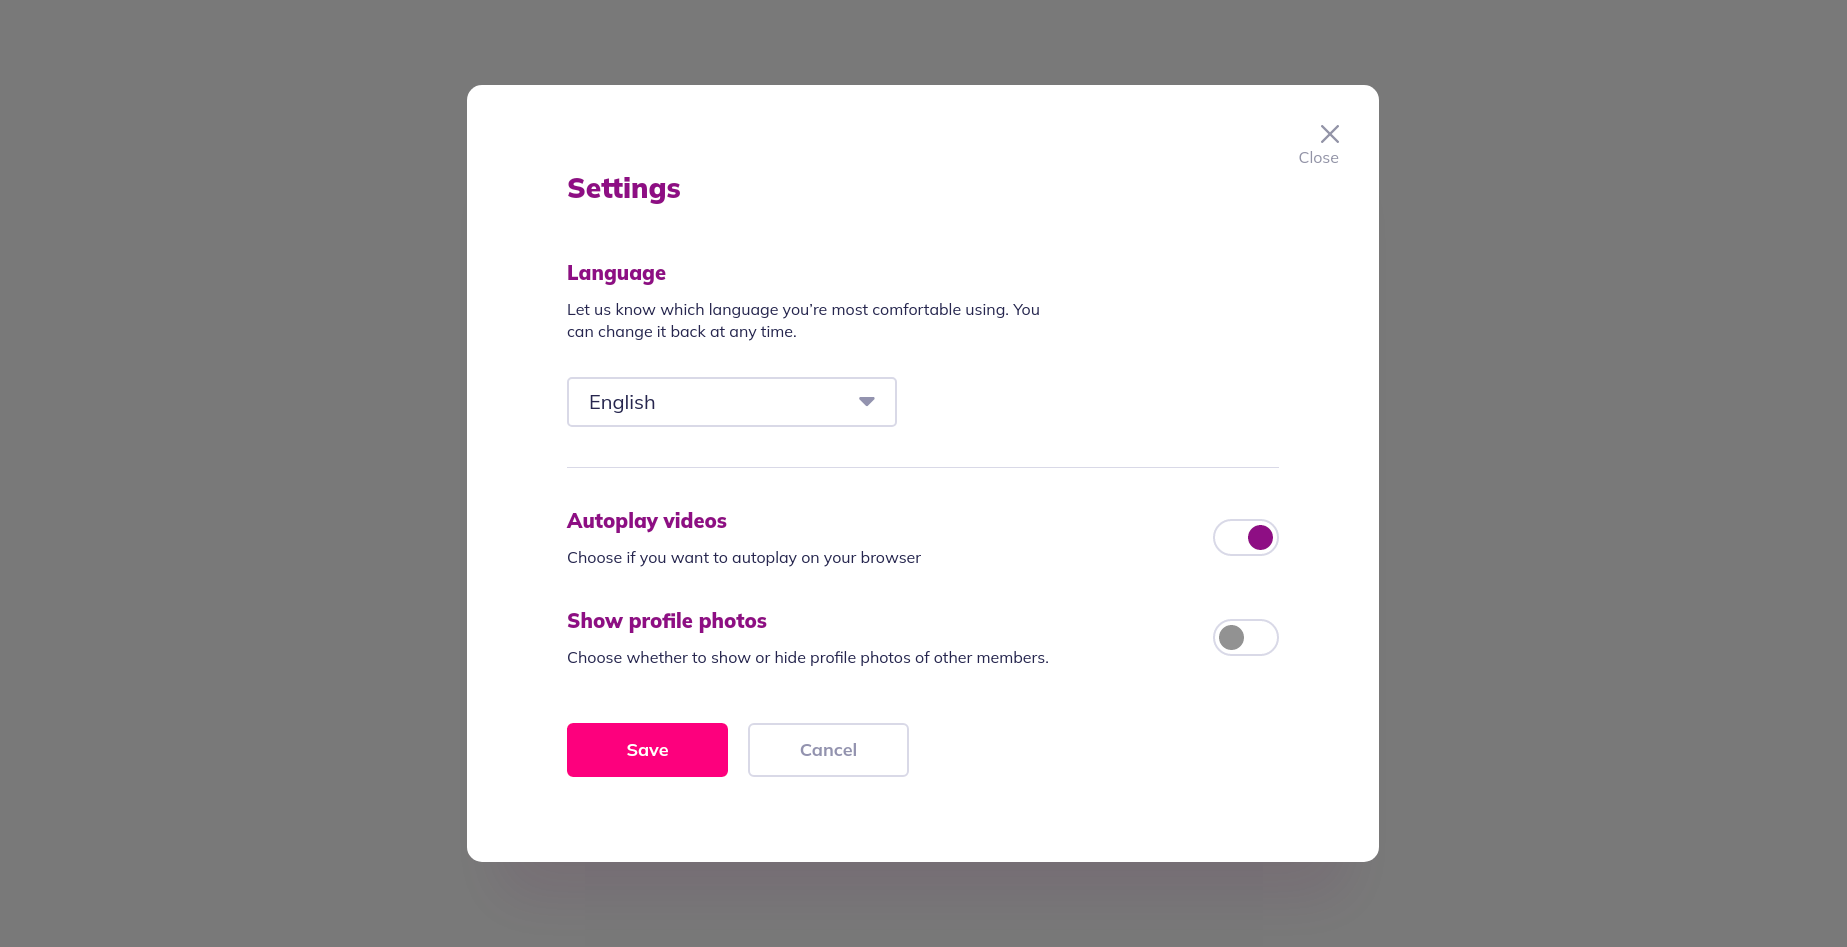 Close
Settings
Language
Let us know which language you’re most comfortable using. You
can change it back at any time.
English
Autoplay videos
Choose if you want to autoplay on your browser
Show profile photos
Choose whether to show or hide profile photos of other members.
Save
Cancel